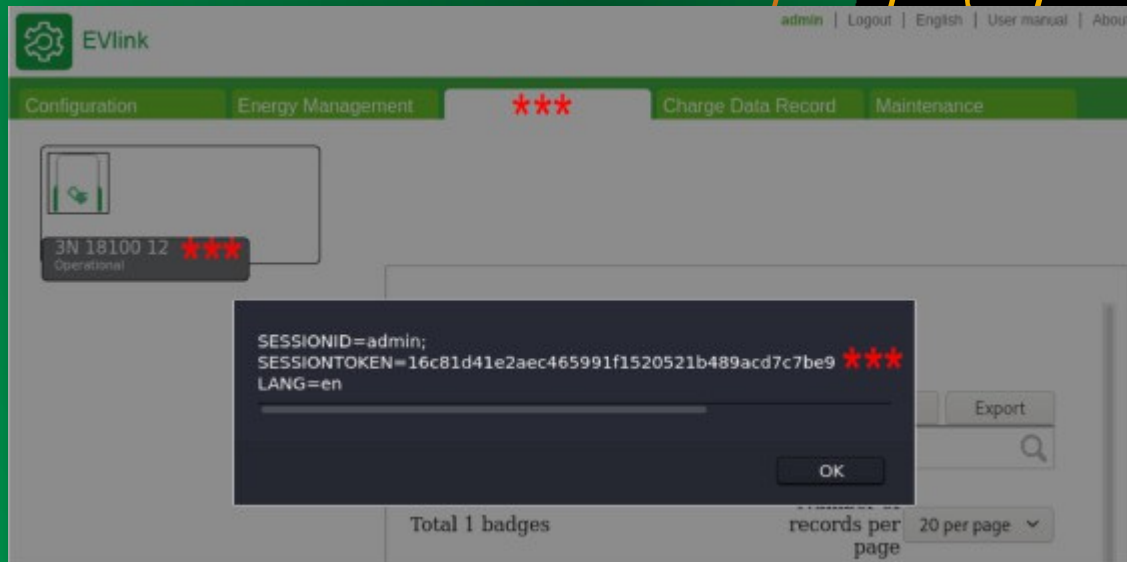 EVlink
admin | Logout | English | User manual | About
Configuration
Energy Management
***
Charge Data Record
Maintenance
3N 18100 12 ***
Operational
SESSIONID=admin;
SESSIONTOKEN=16c81d41e2aec465991f1520521b489acd7c7be9 ***
LANG=en
OK
Export
Total 1 badges
records per
page
20 per page